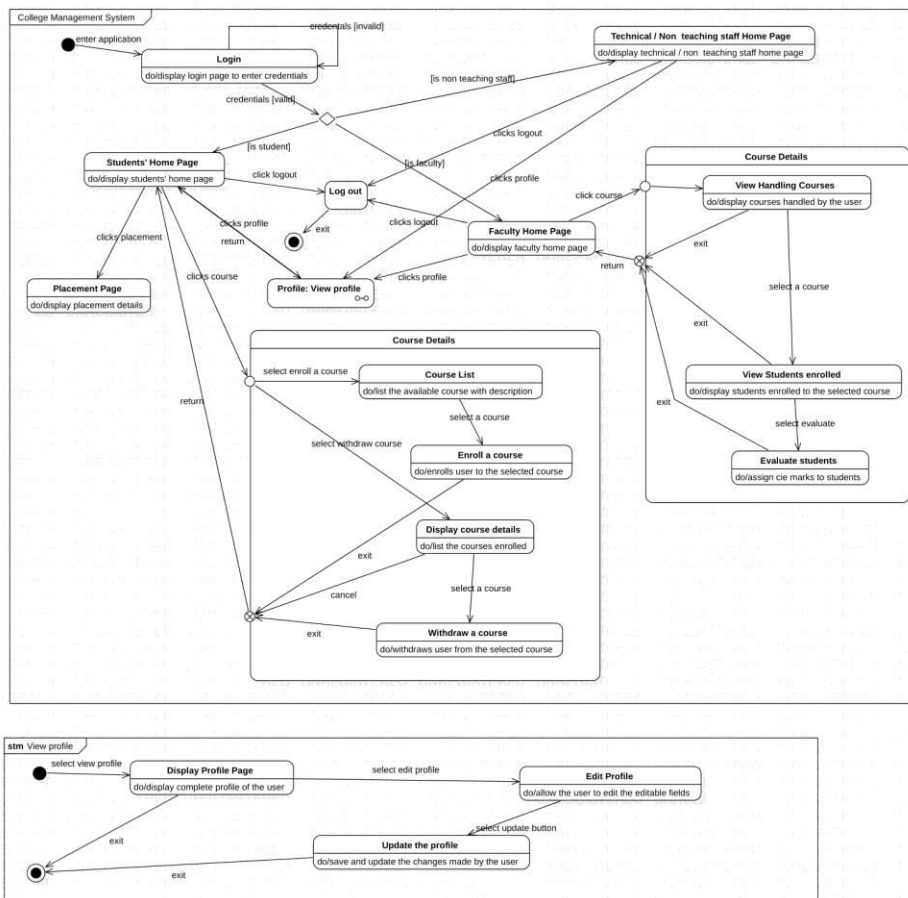 College Management System
enter application
credentials [invalid]
Login
do/display login page to enter credentials
Technical / Non teaching staff Home Page
do/display technical / non teaching staff home page
[is non teaching staff]
credentials [valid]
clicks logout
[is student]
[is faculty]
Students' Home Page
do/display students' home page
click logout
Log out
clicks profile
click course
Course Details
View Handling Courses
do/display courses handled by the user
clicks profile
clicks logout
exit
return
Faculty Home Page
do/display faculty home page
clicks placement
clicks course
return
exit
clicks profile
Placement Page
do/display placement details
Profile: View profile
select a course
exit
Course Details
select enroll a course
Course List
do/list the available course with description
View Students enrolled
do/display students enrolled to the selected course
exit
return
select a course
select evaluate
select withdraw course
Enroll a course
do/enrolls user to the selected course
Evaluate students
do/assign cie marks to students
Display course details
do/list the courses enrolled
exit
cancel
select a course
exit
Withdraw a course
do/withdraws user from the selected course
stm View profile
select view profile
Display Profile Page
do/display complete profile of the user
select edit profile
Edit Profile
do/allow the user to edit the editable fields
select update button
exit
Update the profile
do/save and update the changes made by the user
exit